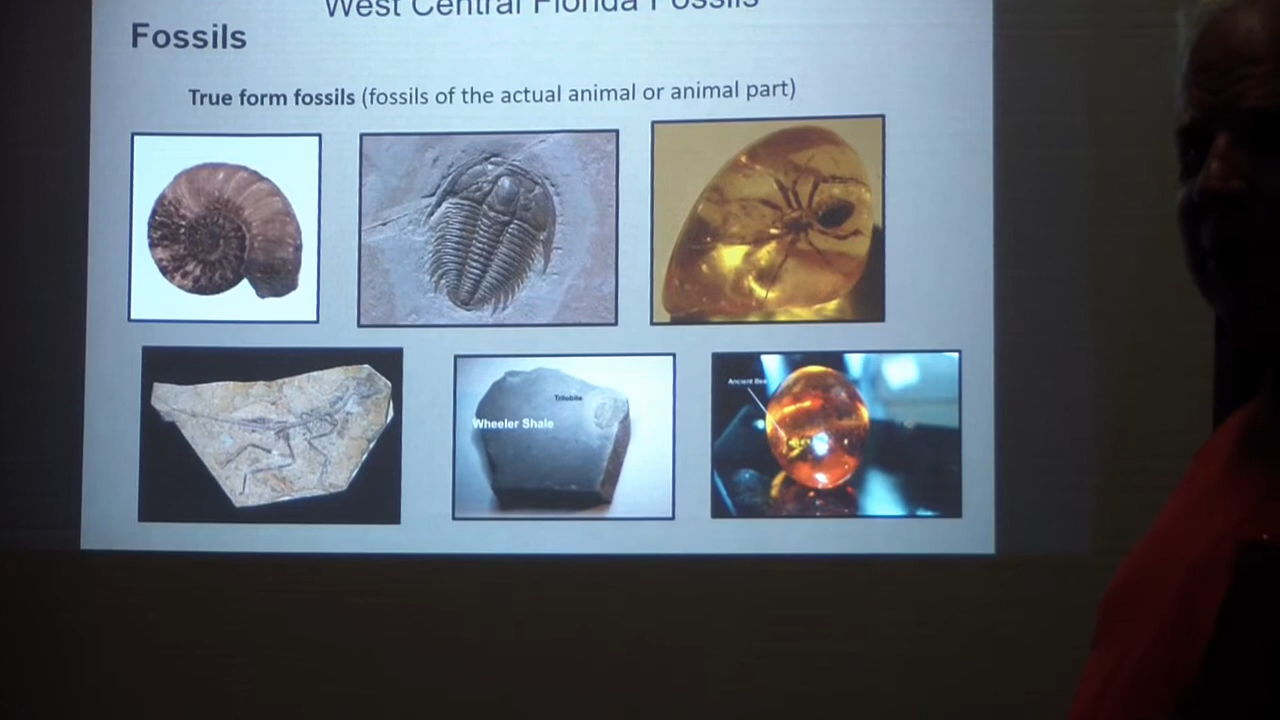 West Central Florida Fossils
Fossils
True form fossils (fossils of the actual animal or animal part)
Ancient Bee
Trilobite
Wheeler Shale